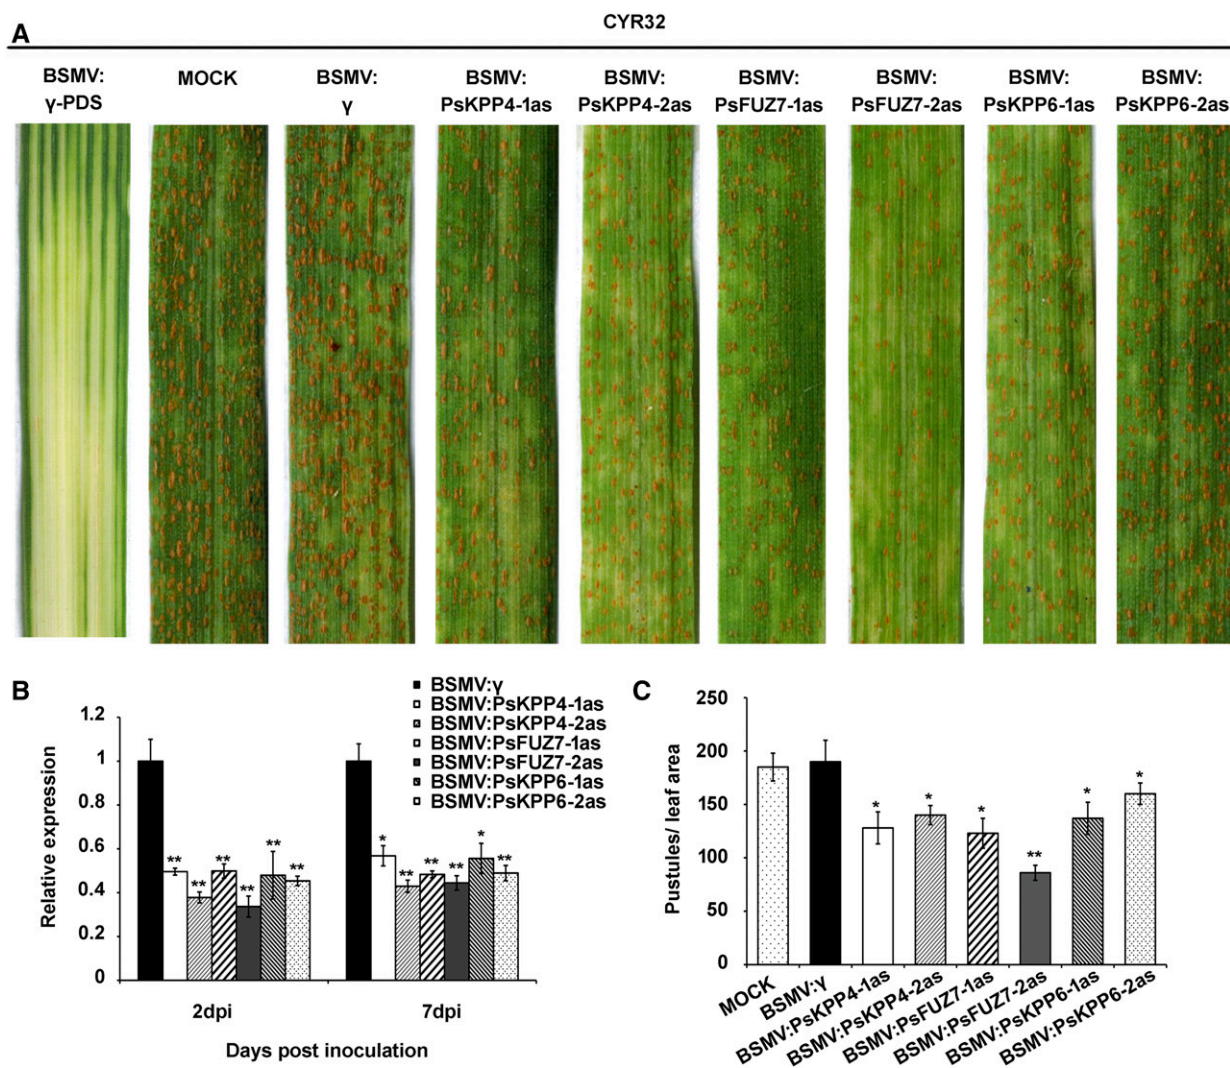 A
CYR32
BSMV:
γ-PDS
MOCK
BSMV:
γ
BSMV:
PsKPP4-1as
BSMV:
PsKPP4-2as
BSMV:
PsFUZ7-1as
BSMV:
PsFUZ7-2as
BSMV:
PsKPP6-1as
BSMV:
PsKPP6-2as
B
BSMV:γ
BSMV:PsKPP4-1as
BSMV:PsKPP4-2as
BSMV:PsFUZ7-1as
BSMV:PsFUZ7-2as
BSMV:PsKPP6-1as
BSMV:PsKPP6-2as
Relative expression
1.2
1
0.8
0.6
0.4
0.2
0
** ** ** ** ** **
* ** ** ** * **
2dpi
7dpi
Days post inoculation
C
Pustules/ leaf area
250
200
150
100
50
0
* * * ** * *
MOCK
BSMV:γ
BSMV:PsKPP4-1as
BSMV:PsKPP4-2as
BSMV:PsFUZ7-1as
BSMV:PsFUZ7-2as
BSMV:PsKPP6-1as
BSMV:PsKPP6-2as